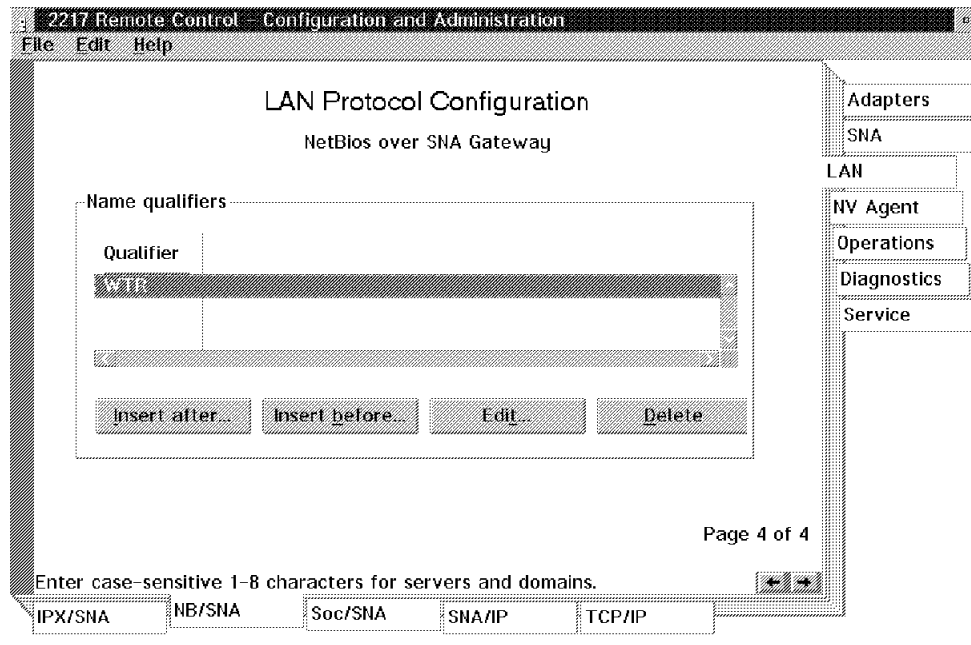 2217 Remote Control – Configuration and Administration
File Edit Help
LAN Protocol Configuration
NetBios over SNA Gateway
Name qualifiers
Qualifier
WTR
Insert after... Insert before... Edit... Delete
Page 4 of 4
Enter case-sensitive 1-8 characters for servers and domains.
IPX/SNA NB/SNA Soc/SNA SNA/IP TCP/IP
Adapters
SNA
LAN
NV Agent
Operations
Diagnostics
Service